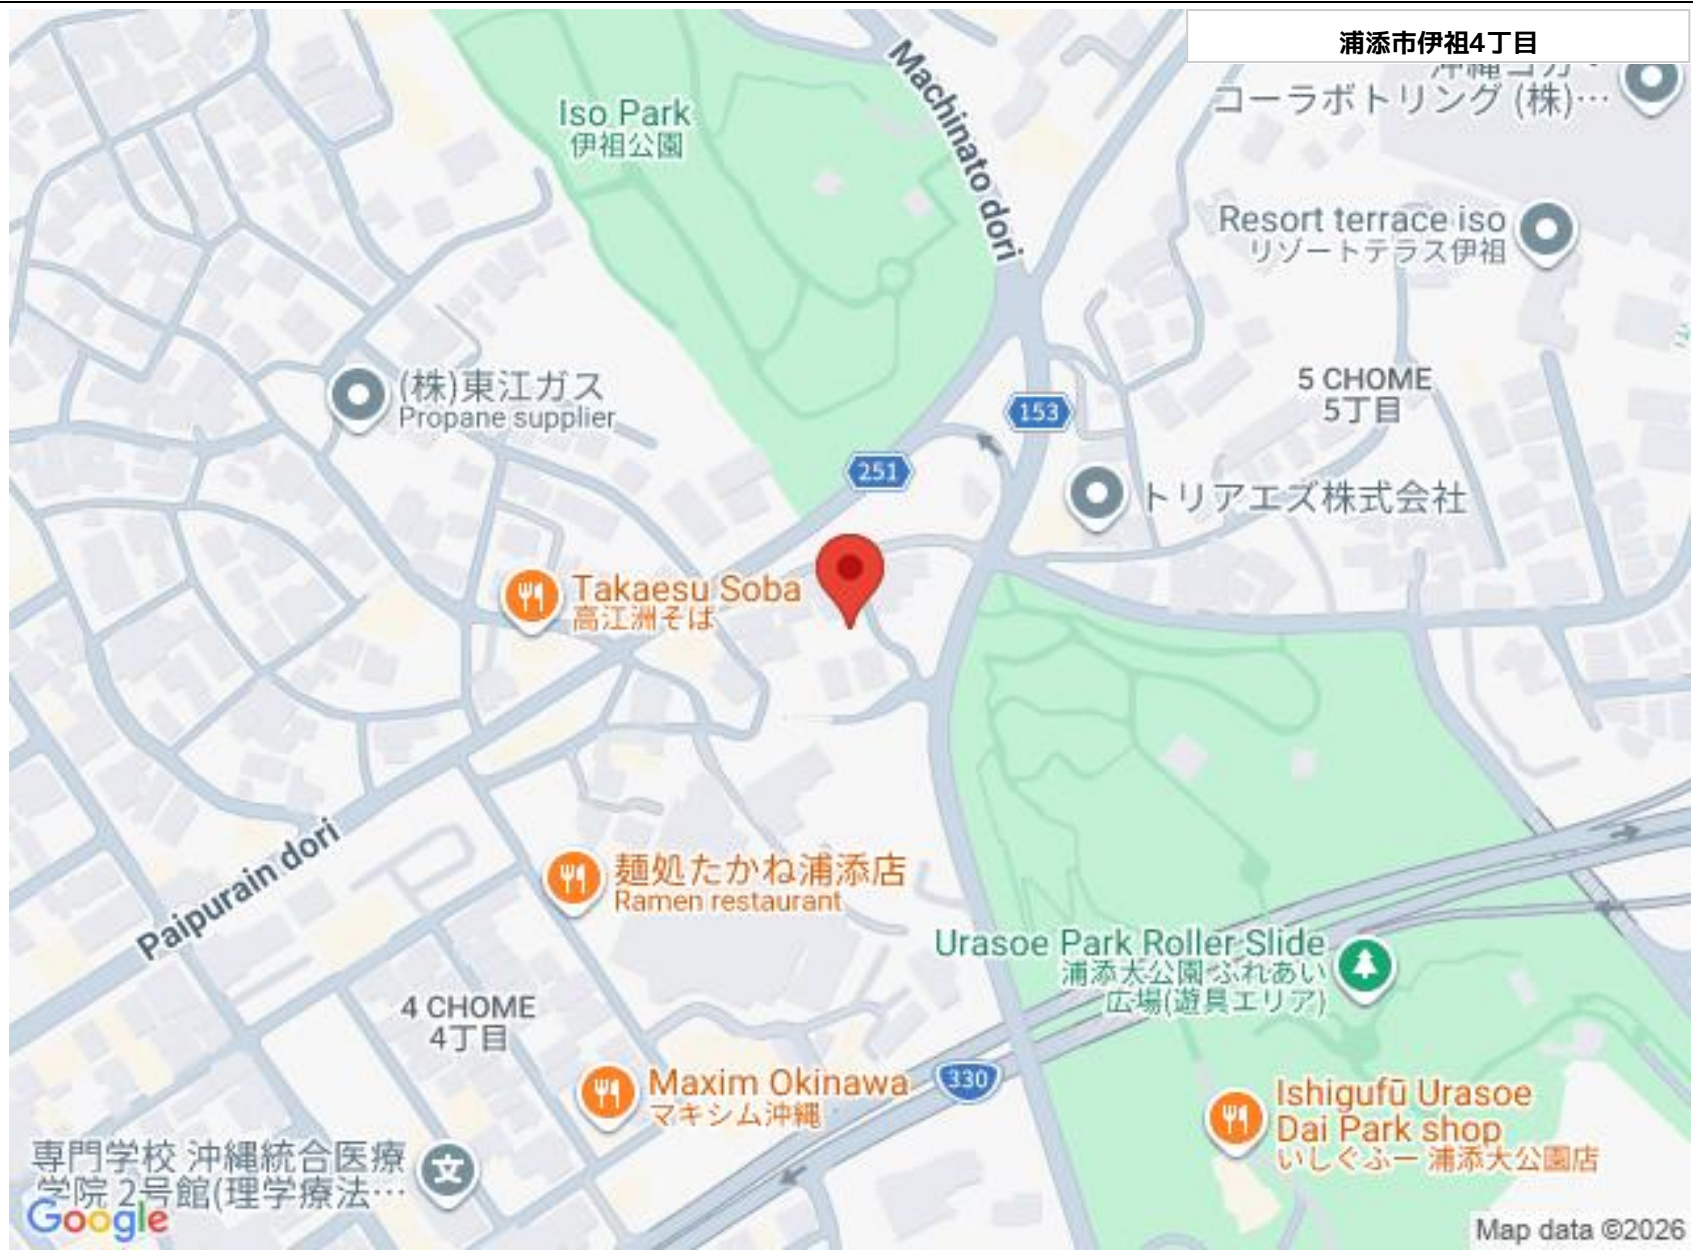 浦添市伊祖4丁目
Machinato dori
Iso Park
伊祖公園
コーラボトリング (株)…
Resort terrace iso
リゾートテラス伊祖
(株)東江ガス
Propane supplier
5 CHOME
5丁目
153
251
トリアエズ株式会社
Takaesu Soba
高江洲そば
Paipurain dori
麺処たかね浦添店
Ramen restaurant
Urasoe Park Roller Slide
浦添大公園 ふれあい
広場(遊具エリア)
4 CHOME
4丁目
Maxim Okinawa
マキシム沖縄
330
Ishigufū Urasoe
Dai Park shop
いしぐふー 浦添大公園店
専門学校 沖縄統合医療
学院 2号館(理学療法…
Google
Map data ©2026